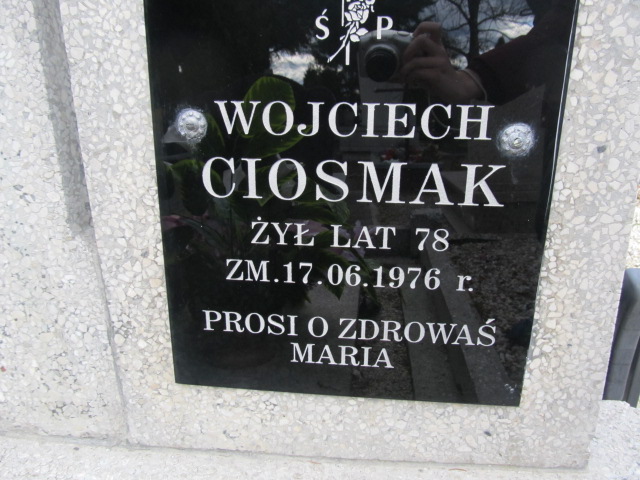 Ś P
WOJCIECH
CIOSMAK
ŻYŁ LAT 78
ZM.17.06.1976 r.
PROSI O ZDROWAŚ
MARIA